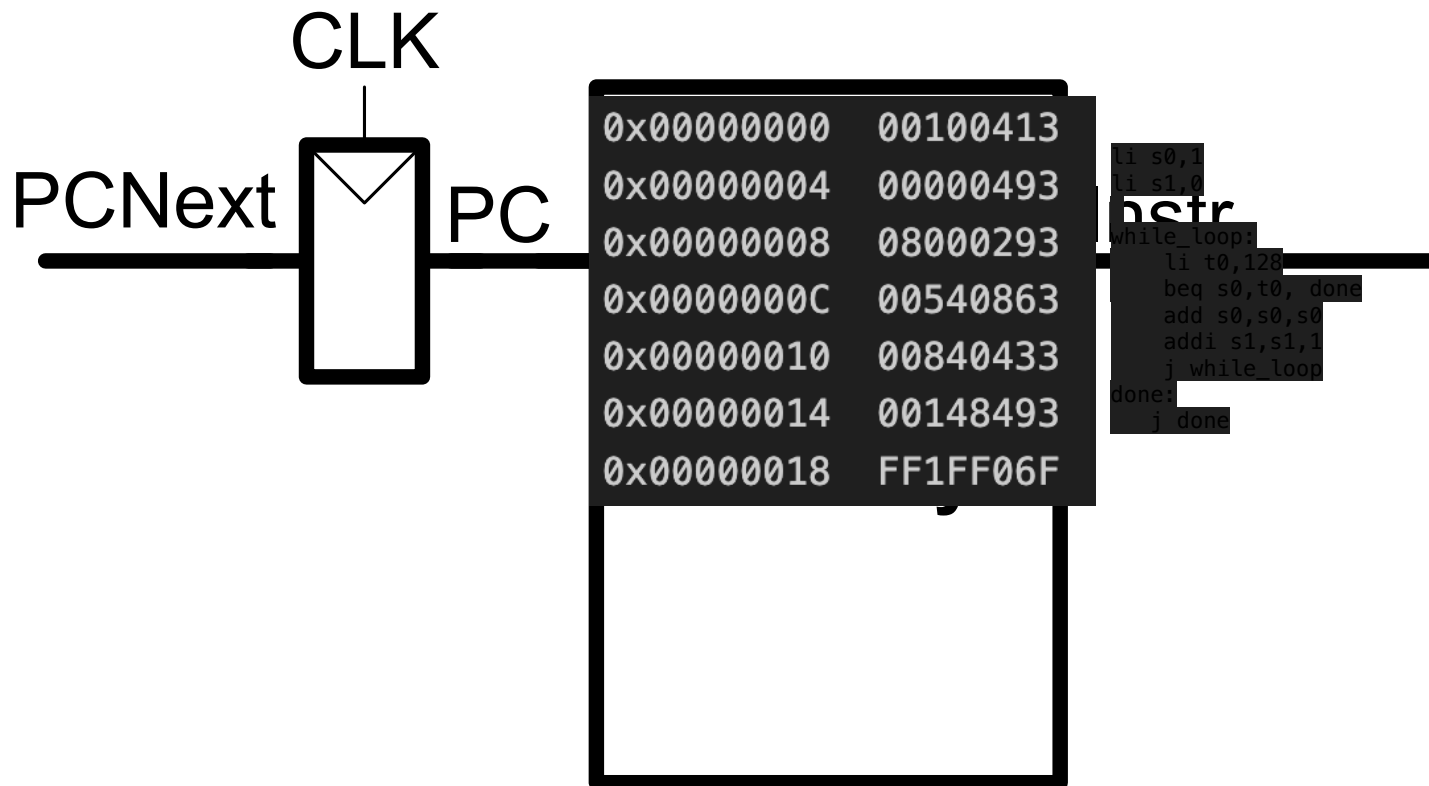 CLK
PCNext
PC
0x00000000 00100413
0x00000004 00000493
0x00000008 08000293
0x0000000C 00540863
0x00000010 00840433
0x00000014 00148493
0x00000018 FF1FF06F
li s0,1
li s1,0
while_loop:
li t0,128
beq s0,t0, done
add s0,s0,s0
addi s1,s1,1
j while_loop
done:
j done